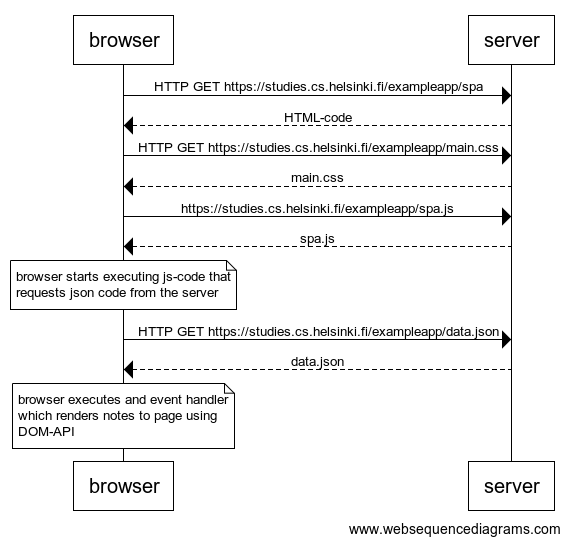 browser server
HTTP GET https://studies.cs.helsinki.fi/exampleapp/spa
HTML-code
HTTP GET https://studies.cs.helsinki.fi/exampleapp/main.css
main.css
https://studies.cs.helsinki.fi/exampleapp/spa.js
spa.js
browser starts executing js-code that
requests json code from the server
HTTP GET https://studies.cs.helsinki.fi/exampleapp/data.json
data.json
browser executes and event handler
which renders notes to page using
DOM-API
browser server
www.websequencediagrams.com